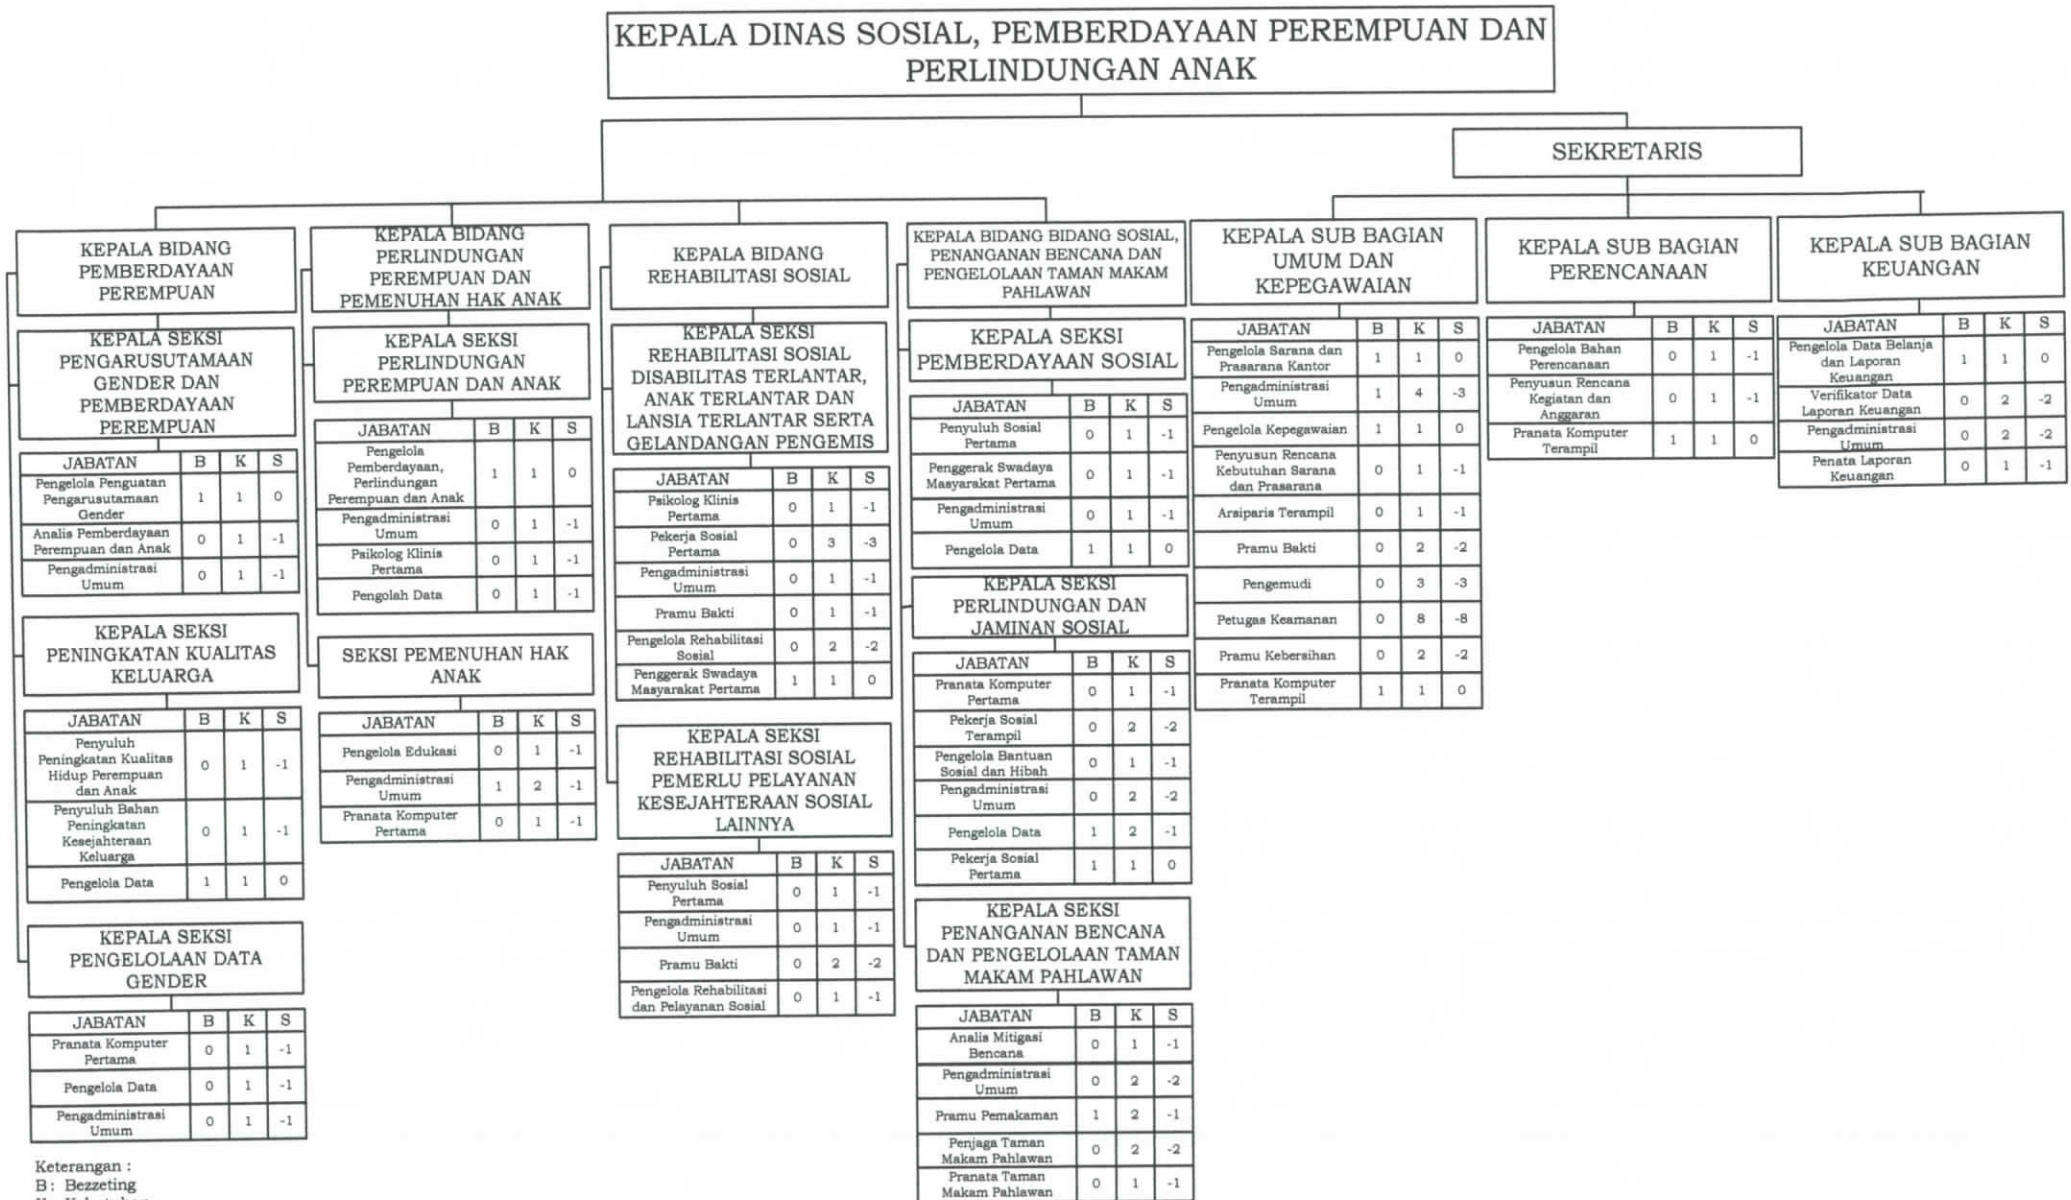 KEPALA DINAS SOSIAL, PEMBERDAYAAN PEREMPUAN DAN
PERLINDUNGAN ANAK
SEKRETARIS
KEPALA BIDANG
PEMBERDAYAAN
PEREMPUAN
KEPALA SEKSI
PENGARUSUTAMAAN
GENDER DAN
PEMBERDAYAAN
PEREMPUAN
JABATAN B K S
Pengelola Penguatan
Pengarusutamaan
Gender
1 1 0
Analis Pemberdayaan
Perempuan dan Anak
0 1 -1
Pengadministrasi
Umum
0 1 -1
KEPALA SEKSI
PENINGKATAN KUALITAS
KELUARGA
JABATAN B K S
Penyuluh
Peningkatan Kualitas
Hidup Perempuan
dan Anak
0 1 -1
Penyuluh Bahan
Peningkatan
Kesejahteraan
Keluarga
0 1 -1
Pengelola Data 1 1 0
KEPALA SEKSI
PENGELOLAAN DATA
GENDER
JABATAN B K S
Pranata Komputer
Pertama
0 1 -1
Pengelola Data 0 1 -1
Pengadministrasi
Umum
0 1 -1
Keterangan :
B : Bezzeting
KEPALA BIDANG
PERLINDUNGAN
PEREMPUAN DAN
PEMENUHAN HAK ANAK
KEPALA SEKSI
PERLINDUNGAN
PEREMPUAN DAN ANAK
JABATAN B K S
Pengelola
Pemberdayaan,
Perlindungan
Perempuan dan Anak
1 1 0
Pengadministrasi
Umum
0 1 -1
Psikolog Klinis
Pertama
0 1 -1
Pengolah Data 0 1 -1
SEKSI PEMENUHAN HAK
ANAK
JABATAN B K S
Pengelola Edukasi 0 1 -1
Pengadministrasi
Umum
1 2 -1
Pranata Komputer
Pertama
0 1 -1
KEPALA BIDANG
REHABILITASI SOSIAL
KEPALA SEKSI
REHABILITASI SOSIAL
DISABILITAS TERLANTAR,
ANAK TERLANTAR DAN
LANSIA TERLANTAR SERTA
GELANDANGAN PENGEMIS
JABATAN B K S
Psikolog Klinis
Pertama
0 1 -1
Pekerja Sosial
Pertama
0 3 -3
Pengadministrasi
Umum
0 1 -1
Pramu Bakti 0 1 -1
Pengelola Rehabilitasi
Sosial
0 2 -2
Penggerak Swadaya
Masyarakat Pertama
1 1 0
KEPALA SEKSI
REHABILITASI SOSIAL
PEMERLU PELAYANAN
KESEJAHTERAAN SOSIAL
LAINNYA
JABATAN B K S
Penyuluh Sosial
Pertama
0 1 -1
Pengadministrasi
Umum
0 1 -1
Pramu Bakti 0 2 -2
Pengelola Rehabilitasi
dan Pelayanan Sosial
0 1 -1
KEPALA BIDANG BIDANG SOSIAL,
PENANGANAN BENCANA DAN
PENGELOLAAN TAMAN MAKAM
PAHLAWAN
KEPALA SEKSI
PEMBERDAYAAN SOSIAL
JABATAN B K S
Penyuluh Sosial
Pertama
0 1 -1
Penggerak Swadaya
Masyarakat Pertama
0 1 -1
Pengadministrasi
Umum
0 1 -1
Pengelola Data 1 1 0
KEPALA SEKSI
PERLINDUNGAN DAN
JAMINAN SOSIAL
JABATAN B K S
Pranata Komputer
Pertama
0 1 -1
Pekerja Sosial
Terampil
0 2 -2
Pengelola Bantuan
Sosial dan Hibah
0 1 -1
Pengadministrasi
Umum
0 2 -2
Pengelola Data 1 2 -1
Pekerja Sosial
Pertama
1 1 0
KEPALA SEKSI
PENANGANAN BENCANA
DAN PENGELOLAAN TAMAN
MAKAM PAHLAWAN
JABATAN B K S
Analis Mitigasi
Bencana
0 1 -1
Pengadministrasi
Umum
0 2 -2
Pramu Pemakaman 1 2 -1
Penjaga Taman
Makam Pahlawan
0 2 -2
Pranata Taman
Makam Pahlawan
0 1 -1
KEPALA SUB BAGIAN
UMUM DAN
KEPEGAWAIAN
JABATAN B K S
Pengelola Sarana dan
Prasarana Kantor
1 1 0
Pengadministrasi
Umum
1 4 -3
Pengelola Kepegawaian 1 1 0
Penyusun Rencana
Kebutuhan Sarana
dan Prasarana
0 1 -1
Arsiparis Terampil 0 1 -1
Pramu Bakti 0 2 -2
Pengemudi 0 3 -3
Petugas Keamanan 0 8 -8
Pramu Kebersihan 0 2 -2
Pranata Komputer
Terampil
1 1 0
KEPALA SUB BAGIAN
PERENCANAAN
JABATAN B K S
Pengelola Bahan
Perencanaan
0 1 -1
Penyusun Rencana
Kegiatan dan
Anggaran
0 1 -1
Pranata Komputer
Terampil
1 1 0
KEPALA SUB BAGIAN
KEUANGAN
JABATAN B K S
Pengelola Data Belanja
dan Laporan
Keuangan
1 1 0
Verifikator Data
Laporan Keuangan
0 2 -2
Pengadministrasi
Umum
0 2 -2
Penata Laporan
Keuangan
0 1 -1